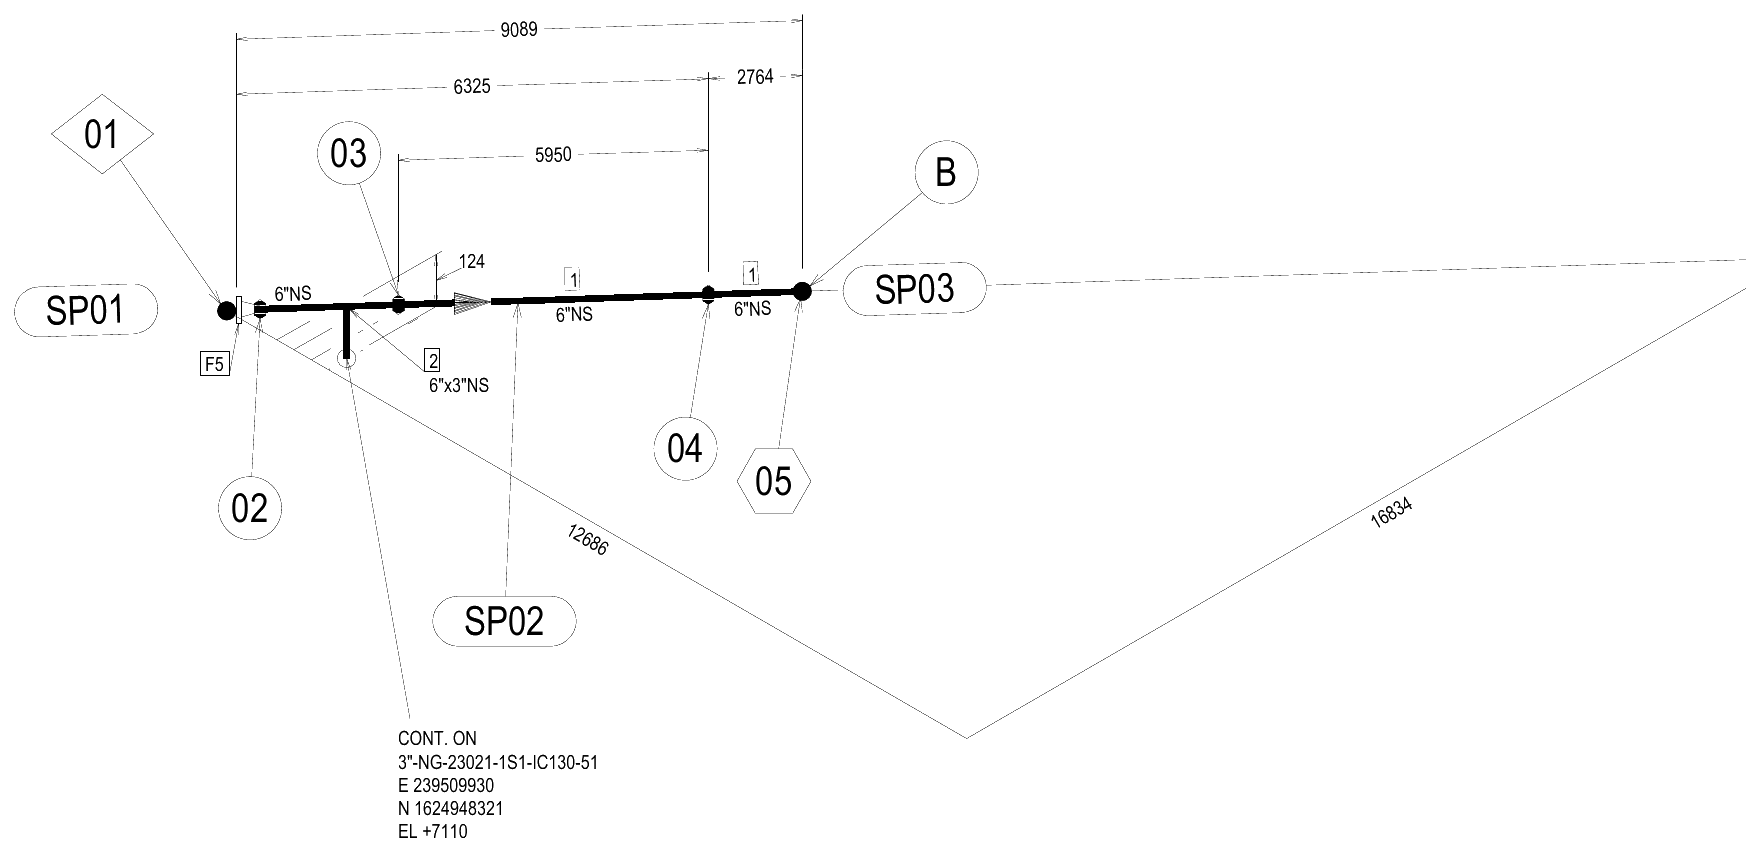 9089
6325
2764
01
03
5950
B
124
1
1
SP01
6"NS
SP03
6"NS
6"NS
F5
2
6"x3"NS
04
05
02
12686
16834
SP02
CONT. ON
3"-NG-23021-1S1-IC130-51
E 239509930
N 1624948321
EL +7110